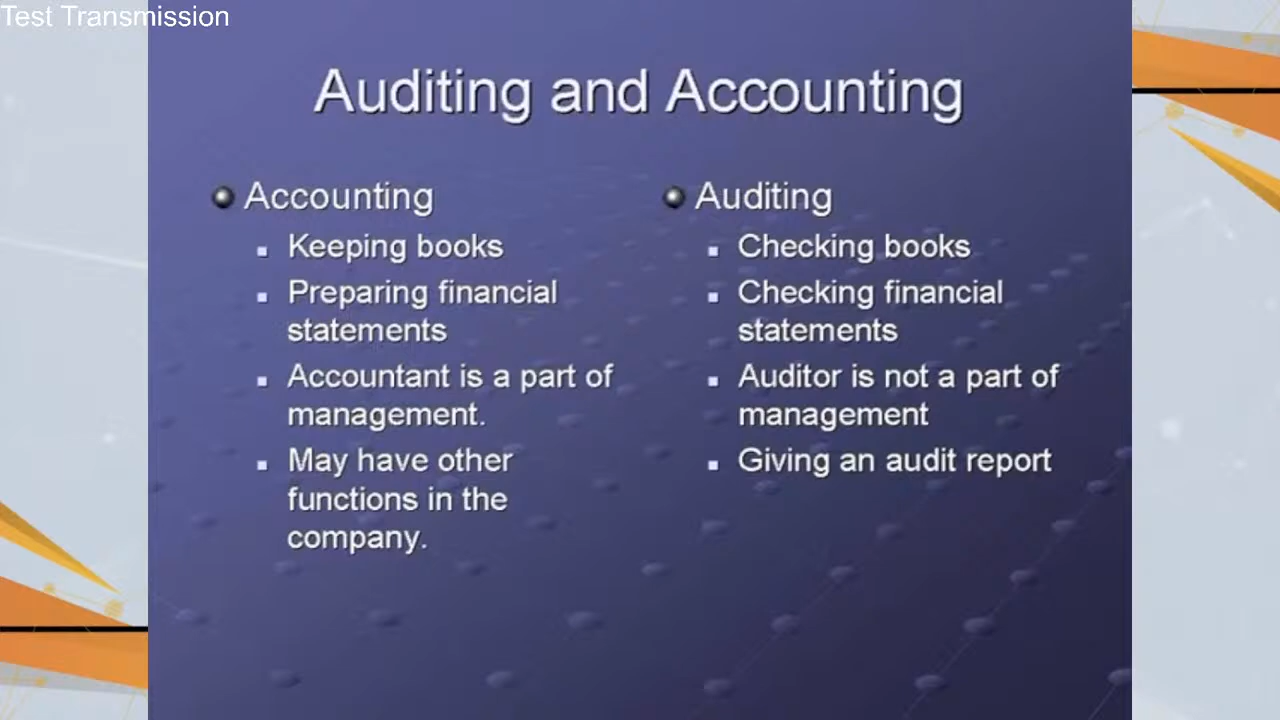 Test Transmission
Auditing and Accounting
Accounting
Keeping books
Preparing financial
statements
Accountant is a part of
management.
May have other
functions in the
company.
Auditing
Checking books
Checking financial
statements
Auditor is not a part of
management
Giving an audit report